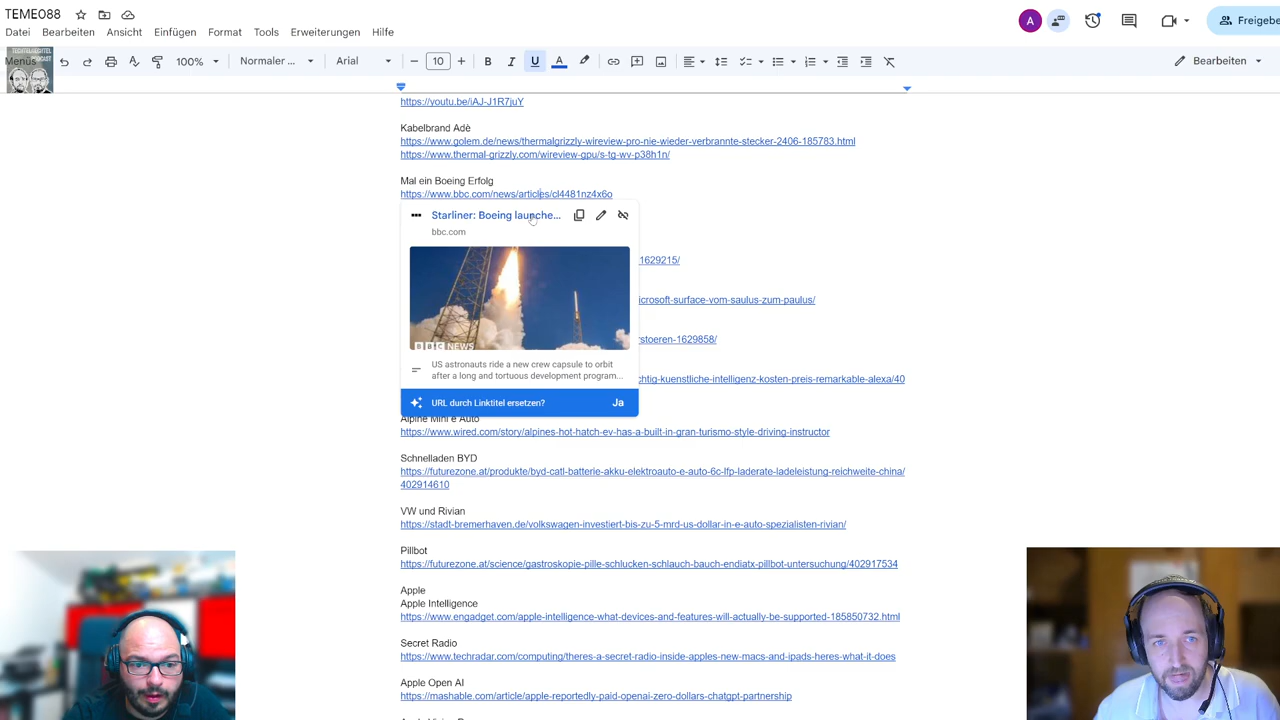 TEME088
Datei Bearbeiten Ansicht Einfügen Format Tools Erweiterungen Hilfe
Freigebe
A
Menüs
100% Normaler ... Arial 10 B I U A Bearbeiten
https://youtu.be/iAJ-J1R7juY
Kabelbrand Adè
https://www.golem.de/news/thermalgrizzly-wireview-pro-nie-wieder-verbrannte-stecker-2406-185783.html
https://www.thermal-grizzly.com/wireview-gpu/s-tg-wv-p38h1n/
Mal ein Boeing Erfolg
https://www.bbc.com/news/articles/cl4481nz4x6o
Starliner: Boeing launche...
bbc.com
1629215/
icrosoft-surface-vom-saulus-zum-paulus/
rstoeren-1629858/
BBC NEWS
US astronauts ride a new crew capsule to orbit
after a long and tortuous development program...
chtig-kuenstliche-intelligenz-kosten-preis-remarkable-alexa/40
URL durch Linktitel ersetzen? Ja
Alpine Mini e Auto
https://www.wired.com/story/alpines-hot-hatch-ev-has-a-built-in-gran-turismo-style-driving-instructor
Schnelladen BYD
https://futurezone.at/produkte/byd-catl-batterie-akku-elektroauto-e-auto-6c-lfp-laderate-ladeleistung-reichweite-china/
402914610
VW und Rivian
https://stadt-bremerhaven.de/volkswagen-investiert-bis-zu-5-mrd-us-dollar-in-e-auto-spezialisten-rivian/
Pillbot
https://futurezone.at/science/gastroskopie-pille-schlucken-schlauch-bauch-endiatx-pillbot-untersuchung/402917534
Apple
Apple Intelligence
https://www.engadget.com/apple-intelligence-what-devices-and-features-will-actually-be-supported-185850732.html
Secret Radio
https://www.techradar.com/computing/theres-a-secret-radio-inside-apples-new-macs-and-ipads-heres-what-it-does
Apple Open AI
https://mashable.com/article/apple-reportedly-paid-openai-zero-dollars-chatgpt-partnership